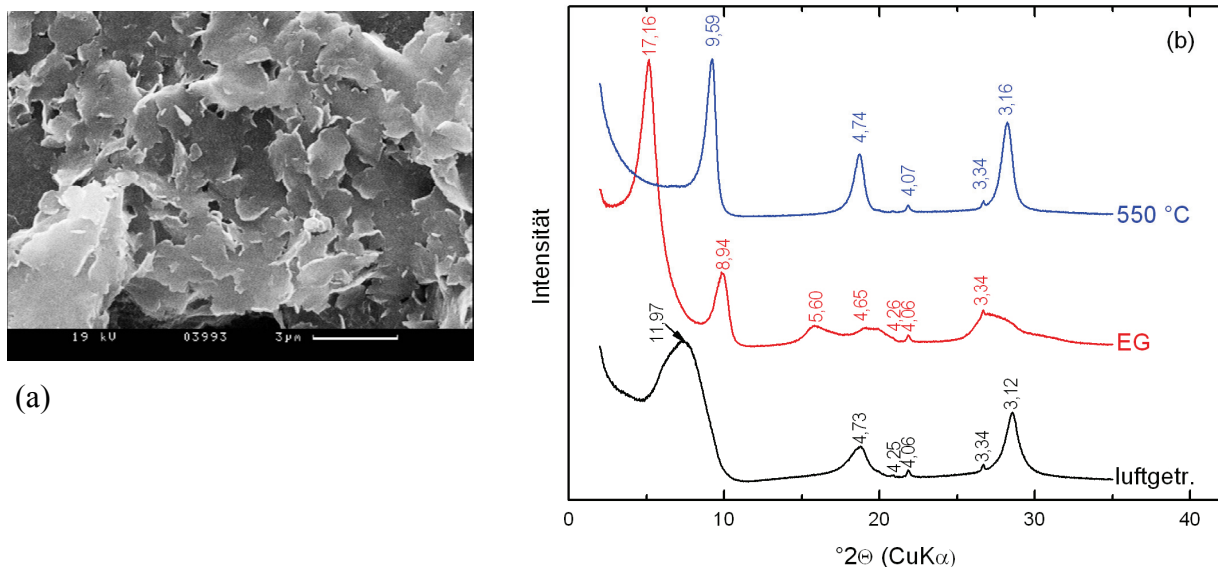 19 kV 03993 3µm
(a)
(b)
17,16
9,59
4,74
4,07
3,34
3,16
550 °C
8,94
5,60
4,65
4,26
4,06
3,34
EG
11,97
4,73
4,25
4,06
3,34
3,12
luftgetr.
Intensität
0 10 20 30 40
°2Θ (CuKα)